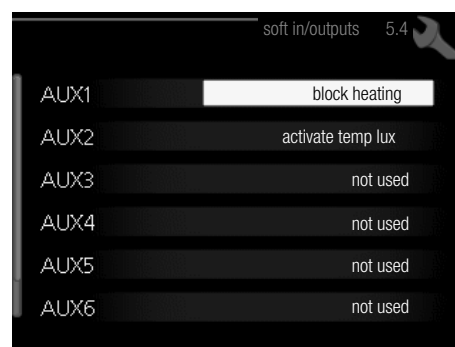 soft in/outputs 5.4
AUX1 block heating
AUX2 activate temp lux
AUX3 not used
AUX4 not used
AUX5 not used
AUX6 not used